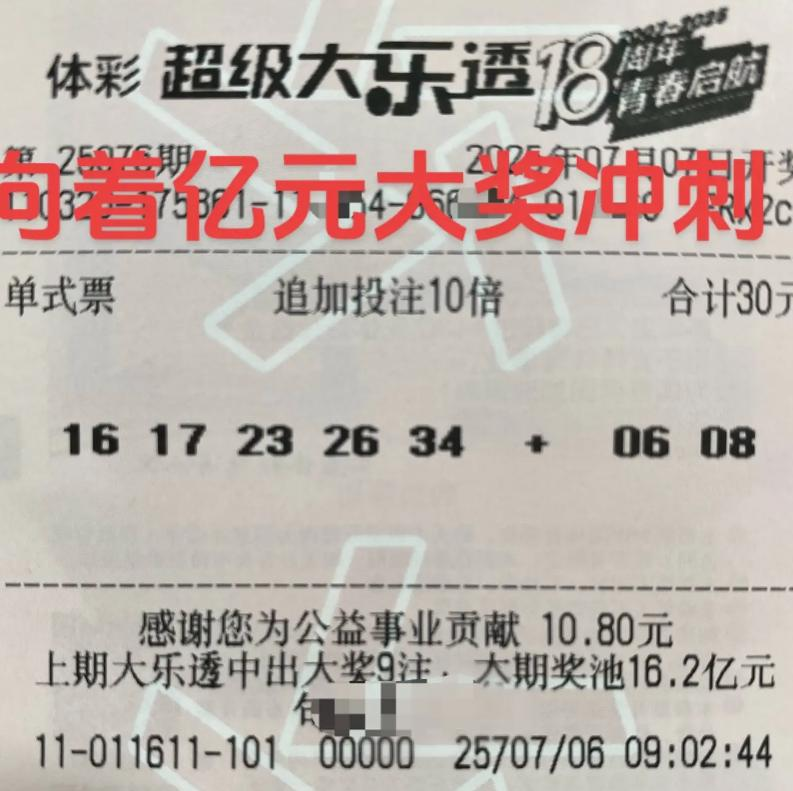 体彩 超级大乐透 18周年 2007-2025 青春启航
第 25076期 2025年07月07日开奖
向着亿元大奖冲刺
单式票 追加投注10倍 合计30元
16 17 23 26 34 + 06 08
感谢您为公益事业贡献 10.80元
上期大乐透中出大奖9注，本期奖池16.2亿元
11-011611-101 00000 25/07/06 09:02:44